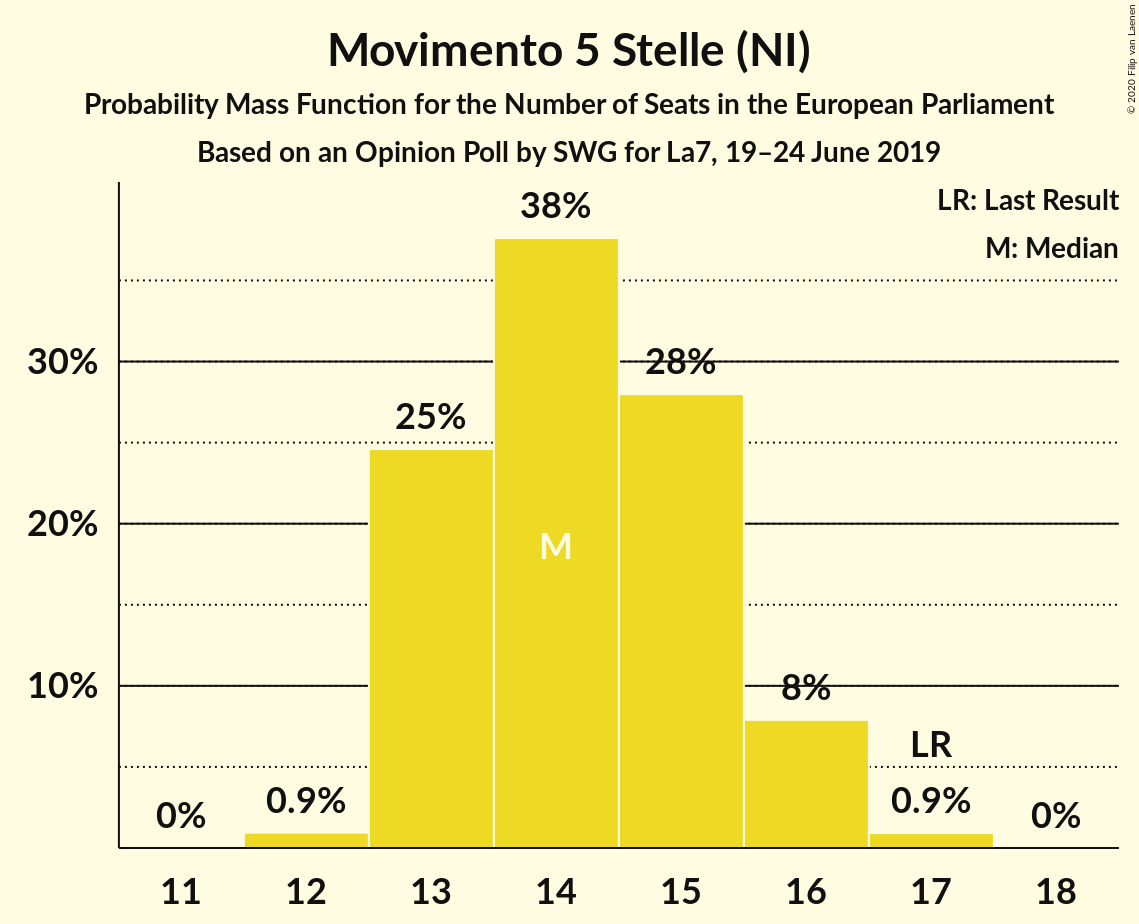 Movimento 5 Stelle (NI)
Probability Mass Function for the Number of Seats in the European Parliament
Based on an Opinion Poll by SWG for La7, 19–24 June 2019
© 2020 Filip van Laenen
LR: Last Result
M: Median
38%
30%
28%
25%
20%
M
10%
8%
LR
0%
0.9%
0.9%
0%
11 12 13 14 15 16 17 18